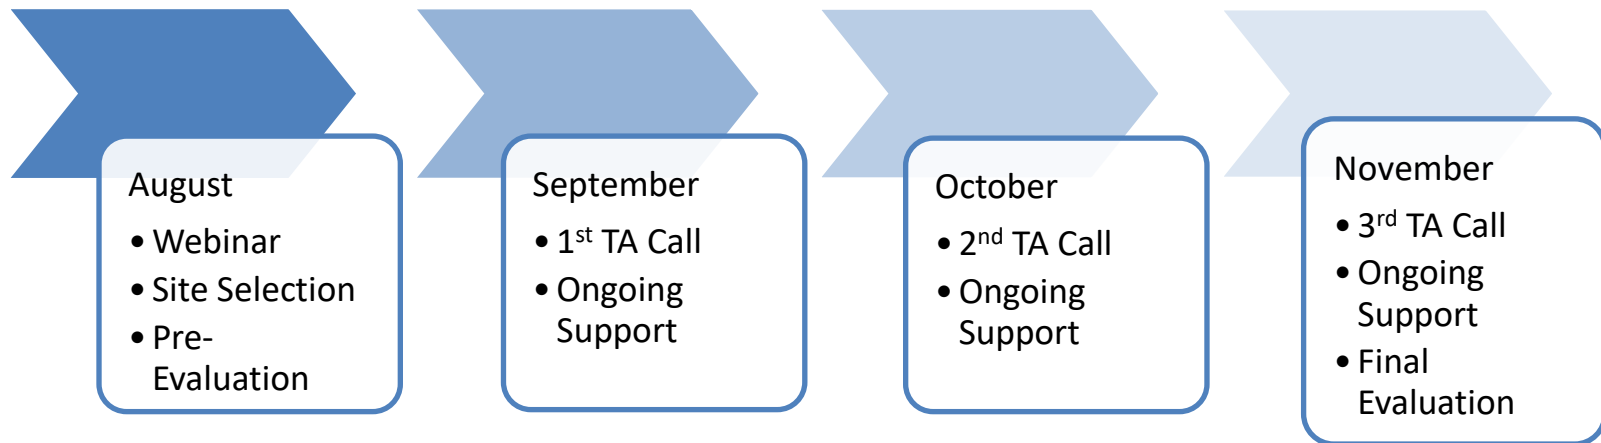 August
• Webinar
• Site Selection
• Pre-
Evaluation
September
• 1st TA Call
• Ongoing
Support
October
• 2nd TA Call
• Ongoing
Support
November
• 3rd TA Call
• Ongoing
Support
• Final
Evaluation